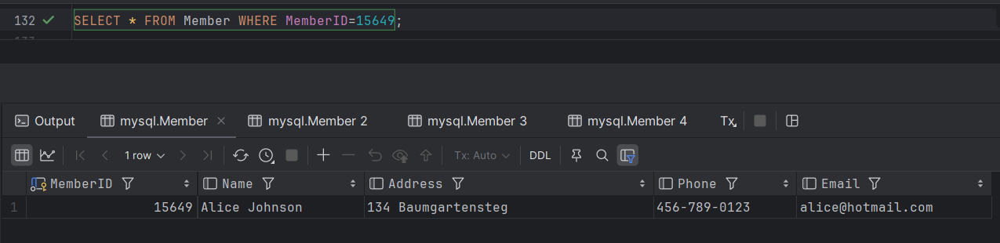 132 SELECT * FROM Member WHERE MemberID=15649;
Output mysql.Member mysql.Member 2 mysql.Member 3 mysql.Member 4 Tx
1 row Tx: Auto DDL
MemberID Name Address Phone Email
1 15649 Alice Johnson 134 Baumgartensteg 456-789-0123 alice@hotmail.com